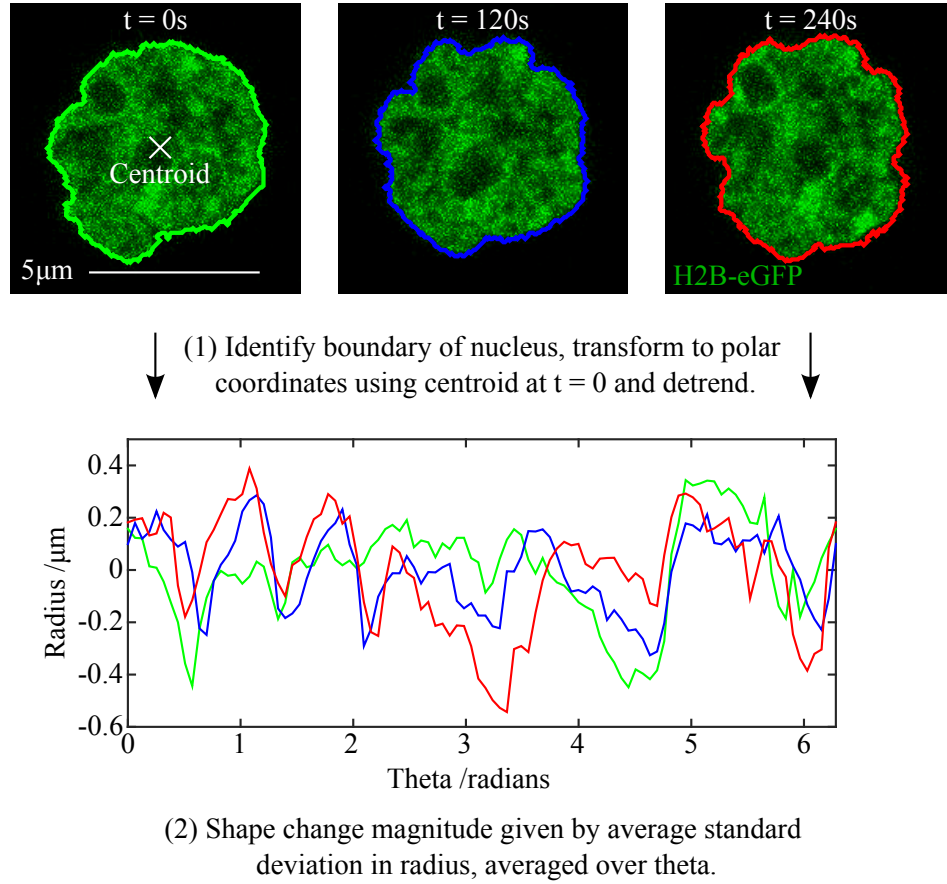 t = 0s
t = 120s
t = 240s
Centroid
5μm
H2B-eGFP
(1) Identify boundary of nucleus, transform to polar
coordinates using centroid at t = 0 and detrend.
Radius /μm
0.4
0.2
0
-0.2
-0.4
-0.6
0
1
2
3
4
5
6
Theta /radians
(2) Shape change magnitude given by average standard
deviation in radius, averaged over theta.